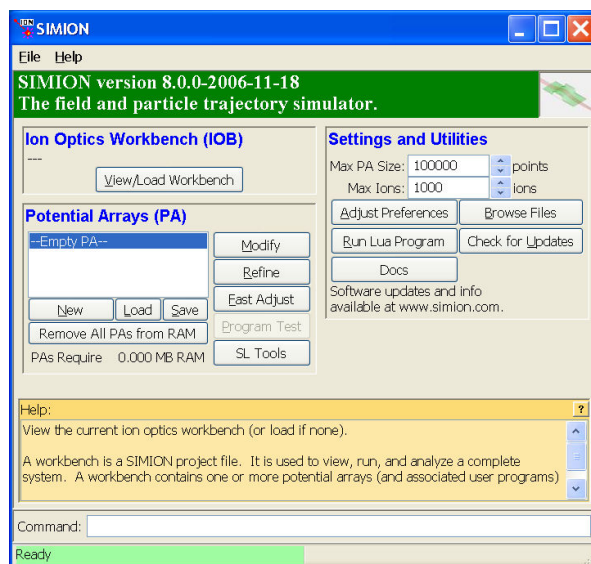 SIMION
File Help
SIMION version 8.0.0-2006-11-18
The field and particle trajectory simulator.
Ion Optics Workbench (IOB)
---
View/Load Workbench
Potential Arrays (PA)
--Empty PA--
Modify
Refine
Fast Adjust
Program Test
SL Tools
New Load Save
Remove All PAs from RAM
PAs Require 0.000 MB RAM
Settings and Utilities
Max PA Size: 100000 points
Max Ions: 1000 ions
Adjust Preferences Browse Files
Run Lua Program Check for Updates
Docs
Software updates and info
available at www.simion.com.
Help: ?
View the current ion optics workbench (or load if none).
A workbench is a SIMION project file. It is used to view, run, and analyze a complete
system. A workbench contains one or more potential arrays (and associated user programs)
Command:
Ready